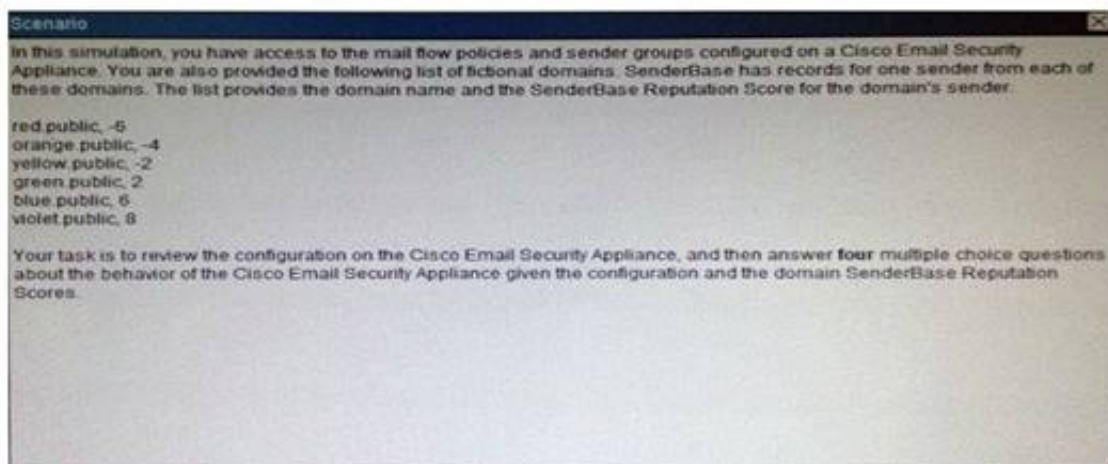 Scenario
In this simulation, you have access to the mail flow policies and sender groups configured on a Cisco Email Security
Appliance. You are also provided the following list of fictional domains. SenderBase has records for one sender from each of
these domains. The list provides the domain name and the SenderBase Reputation Score for the domain's sender.
red.public, -6
orange.public, -4
yellow.public, -2
green.public, 2
blue.public, 6
violet.public, 8
Your task is to review the configuration on the Cisco Email Security Appliance, and then answer four multiple choice questions
about the behavior of the Cisco Email Security Appliance given the configuration and the domain SenderBase Reputation
Scores.